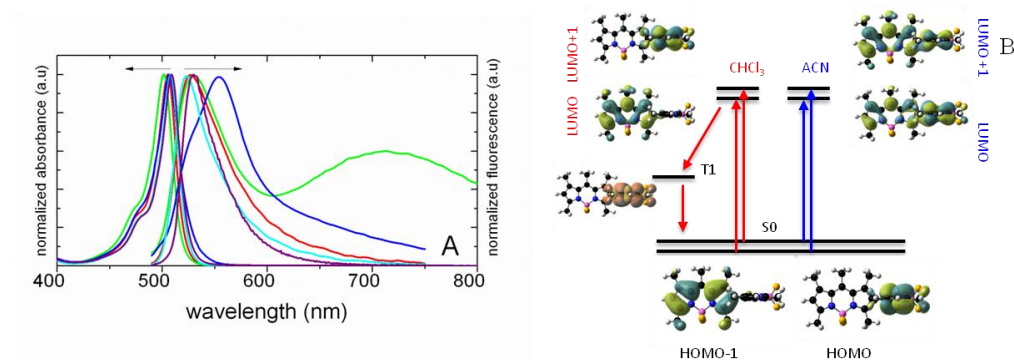 normalized absorbance (a.u)
normalized fluorescence (a.u)
A
400
500
600
700
800
wavelength (nm)
LUMO+1
LUMO
CHCl3
ACN
LUMO+1
LUMO
B
T1
S0
HOMO-1
HOMO